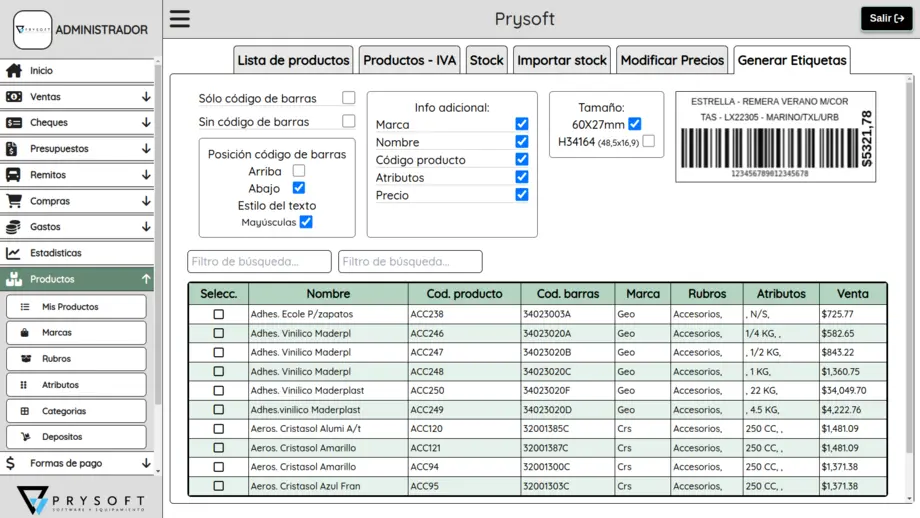 PRYSOFT
ADMINISTRADOR
Prysoft
Salir
Inicio
Ventas
Cheques
Presupuestos
Remitos
Compras
Gastos
Estadisticas
Productos
Mis Productos
Marcas
Rubros
Atributos
Categorias
Depositos
Formas de pago
PRYSOFT
SOFTWARE & EQUIPAMIENTO
Lista de productos
Productos - IVA
Stock
Importar stock
Modificar Precios
Generar Etiquetas
Sólo código de barras
Sin código de barras
Posición código de barras
Arriba
Abajo
Estilo del texto
Mayúsculas
Info adicional:
Marca
Nombre
Código producto
Atributos
Precio
Tamaño:
60X27mm
H34164 (48,5x16,9)
ESTRELLA - REMERA VERANO M/COR
TAS - LX22305 - MARINO/TXL/URB
123456789012345678
$5321,78
Filtro de búsqueda...
Filtro de búsqueda...
Selecc. Nombre Cod. producto Cod. barras Marca Rubros Atributos Venta
Adhes. Ecole P/zapatos ACC238 34023003A Geo Accesorios, , N/S, $725.77
Adhes. Vinilico Maderpl ACC246 34023020A Geo Accesorios, 1/4 KG, , $582.65
Adhes. Vinilico Maderpl ACC247 34023020B Geo Accesorios, , 1/2 KG, $843.22
Adhes. Vinilico Maderpl ACC248 34023020C Geo Accesorios, , 1 KG, $1,360.75
Adhes. Vinilico Maderplast ACC250 34023020F Geo Accesorios, , 22 KG, $34,049.70
Adhes.vinilico Maderplast ACC249 34023020D Geo Accesorios, , 4.5 KG, $4,222.76
Aeros. Cristasol Alumi A/t ACC120 32001385C Crs Accesorios, 250 CC, , $1,481.09
Aeros. Cristasol Amarillo ACC121 32001387C Crs Accesorios, 250 CC, , $1,481.09
Aeros. Cristasol Amarillo ACC94 32001300C Crs Accesorios, 250 CC, , $1,371.38
Aeros. Cristasol Azul Fran ACC95 32001303C Crs Accesorios, 250 CC, , $1,371.38